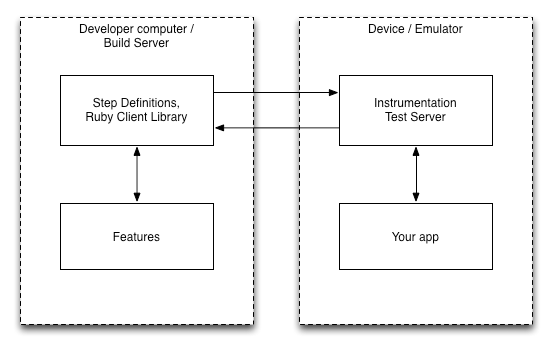 Developer computer /
Build Server
Device / Emulator
Step Definitions,
Ruby Client Library
Instrumentation
Test Server
Features
Your app